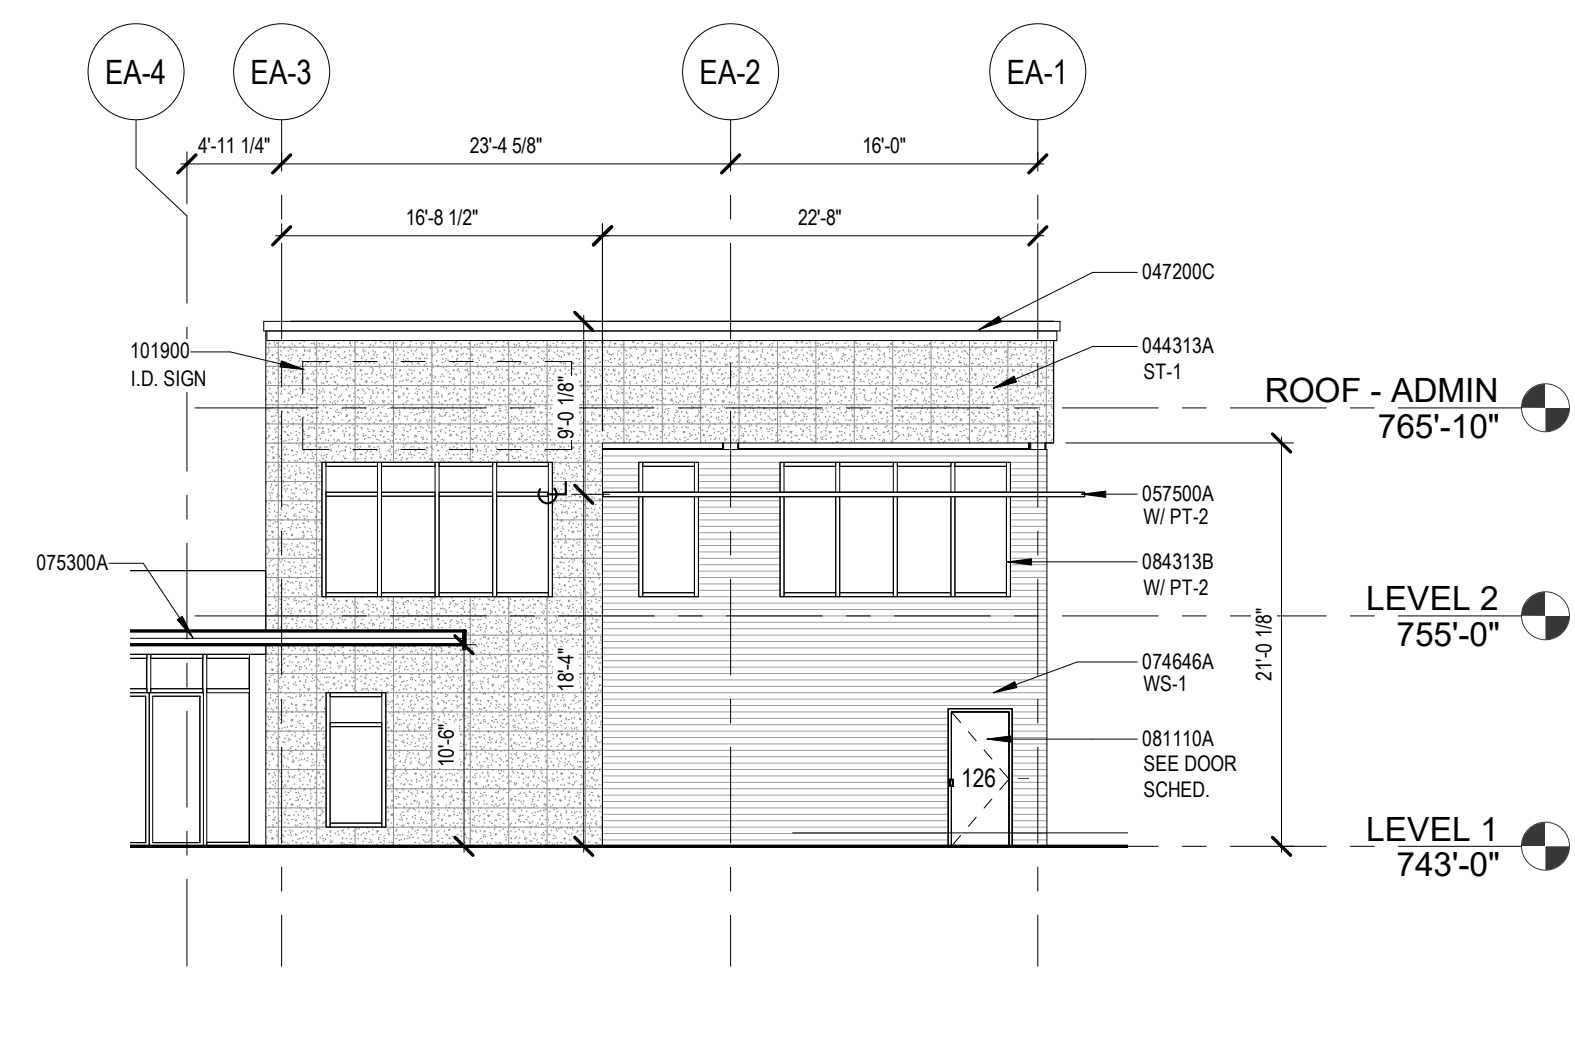 EA-4
EA-3
EA-2
EA-1
4'-11 1/4"
23'-4 5/8"
16'-0"
16'-8 1/2"
22'-8"
047200C
101900
I.D. SIGN
044313A
ST-1
ROOF - ADMIN
765'-10"
9'-0 1/8"
057500A
W/ PT-2
075300A
084313B
W/ PT-2
LEVEL 2
755'-0"
21'-0 1/8"
18'-4"
074646A
WS-1
10'-6"
081110A
SEE DOOR
SCHED.
126
LEVEL 1
743'-0"